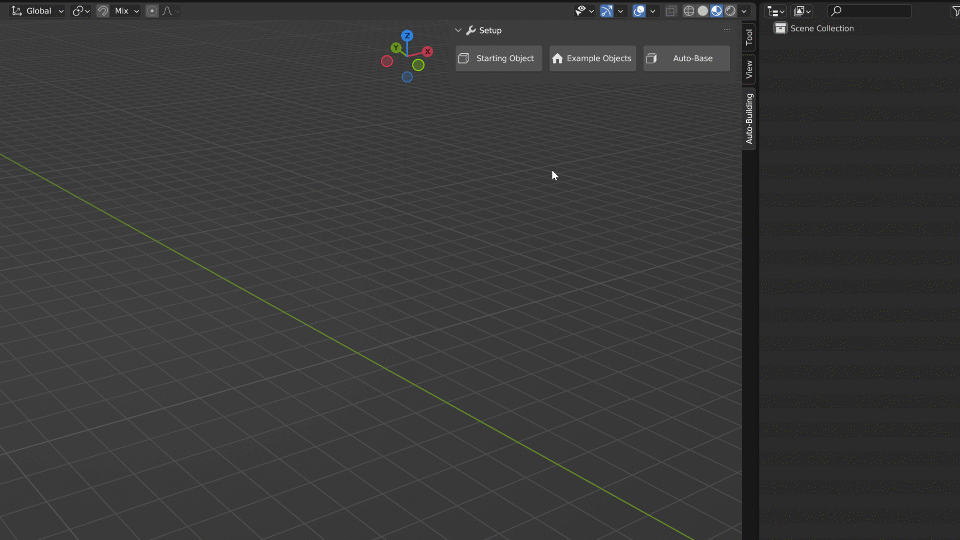 Global
Mix
Setup
Starting Object
Example Objects
Auto-Base
Z
Y
X
Tool
View
Auto-Building
Scene Collection